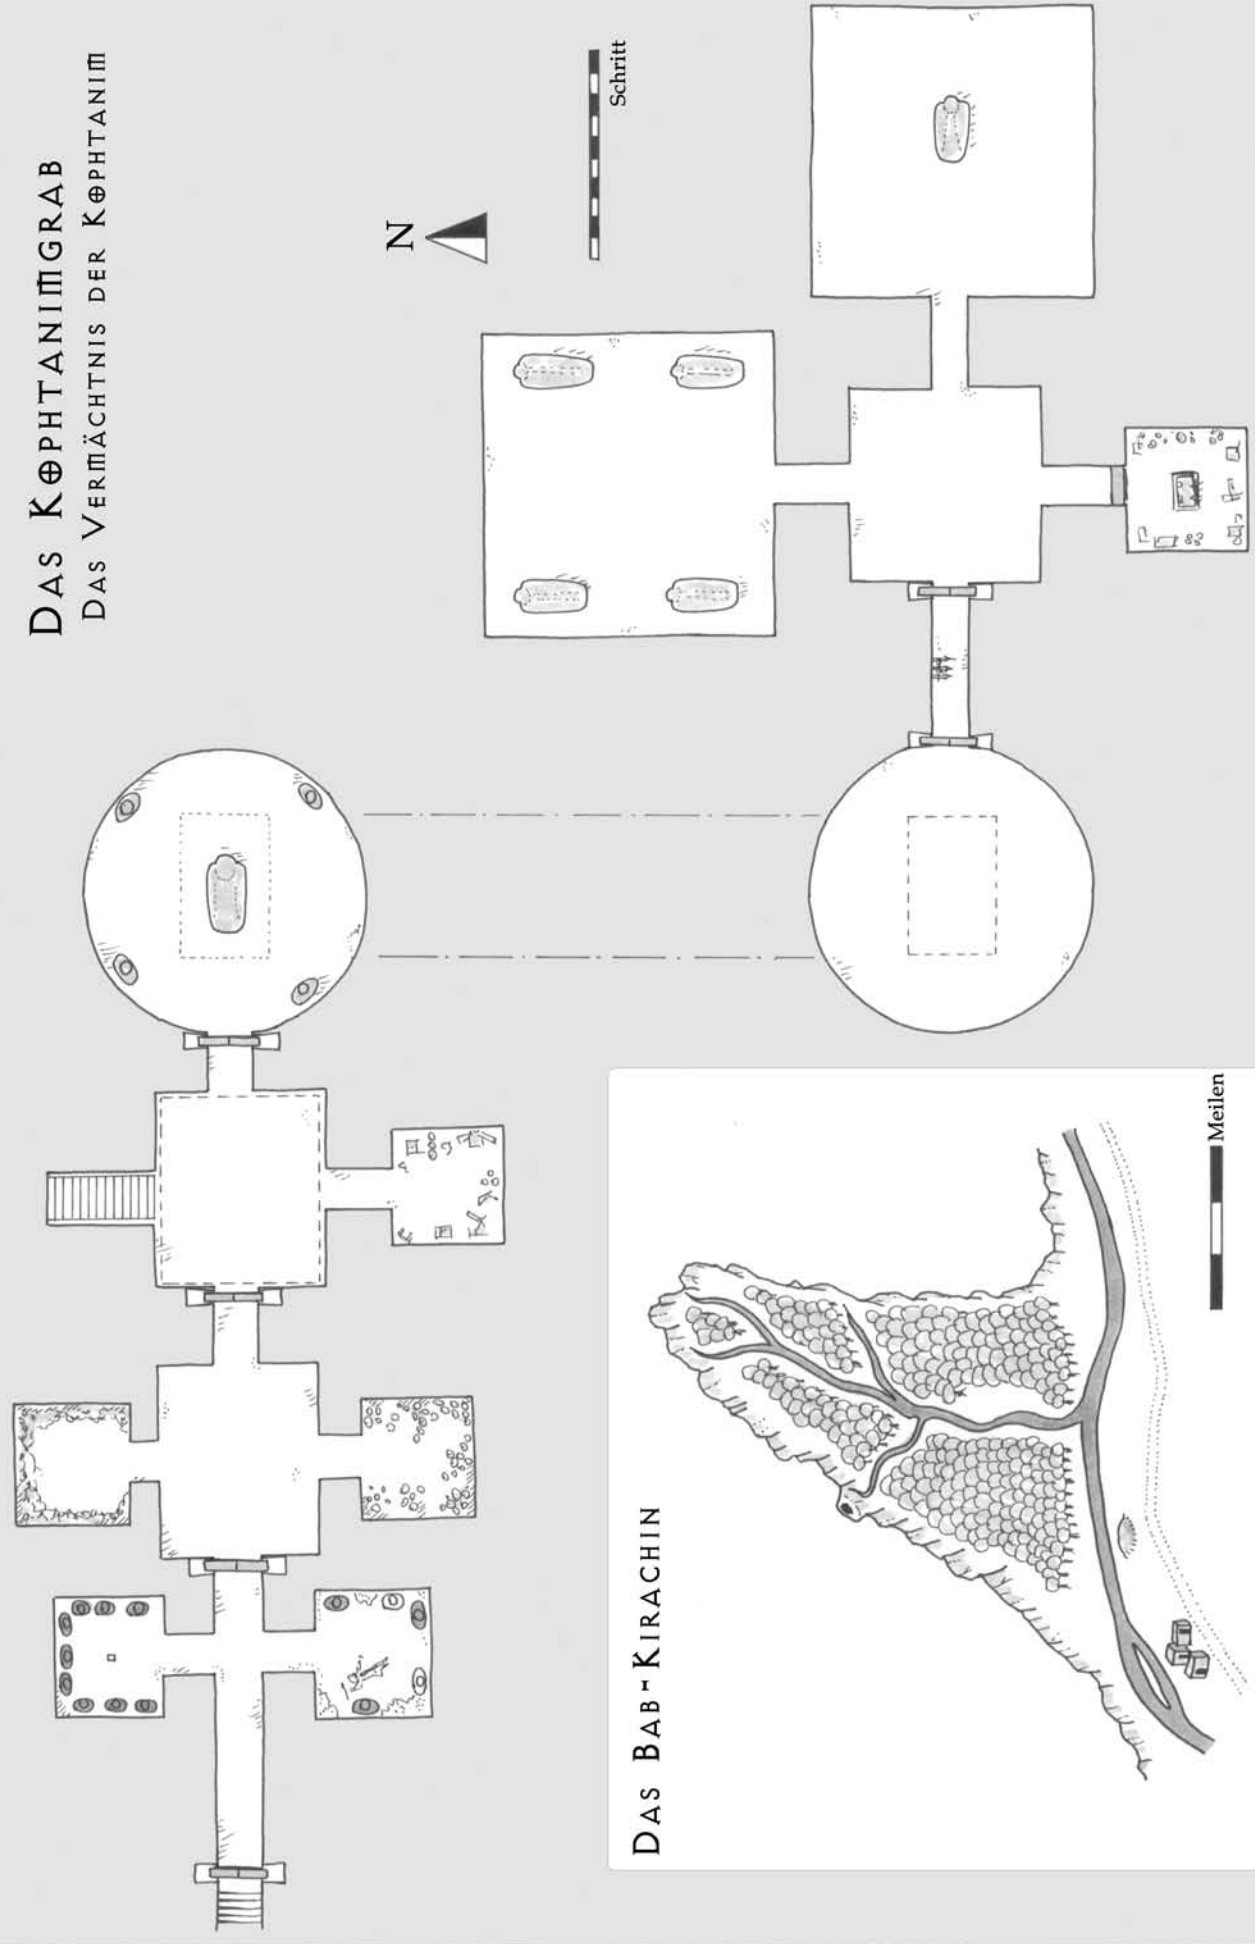 DAS KOPHTANIMGRAB
DAS VERMÄCHTNIS DER KOPHTANIM
N
Schritt
DAS BAB-KIRACHIN
Meilen